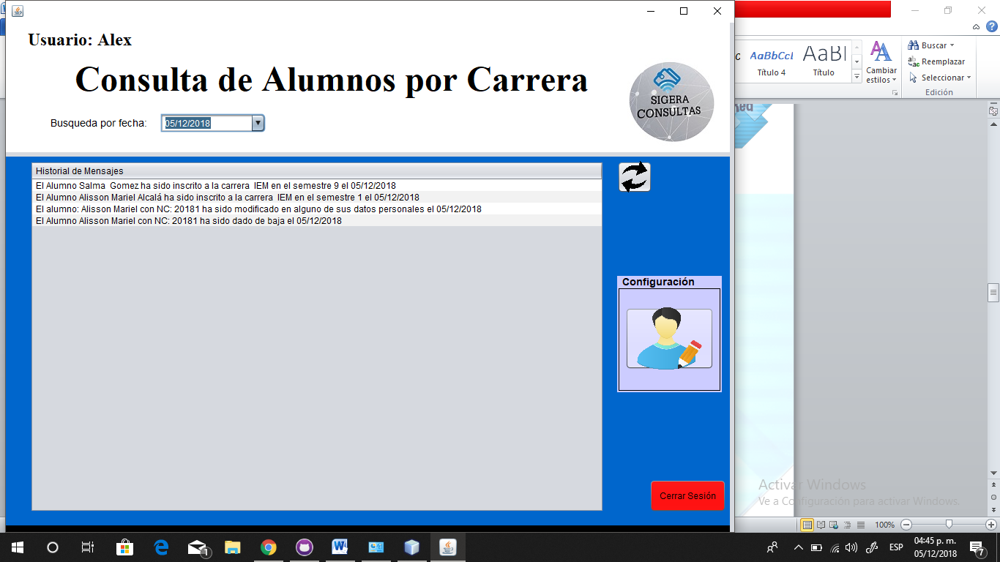 Usuario: Alex
Consulta de Alumnos por Carrera
SIGERA
CONSULTAS
Busqueda por fecha: 05/12/2018
Historial de Mensajes
El Alumno Salma  Gomez ha sido inscrito a la carrera  IEM en el semestre 9 el 05/12/2018
El Alumno Alisson Mariel Alcalá ha sido inscrito a la carrera  IEM en el semestre 1 el 05/12/2018
El alumno: Alisson Mariel con NC: 20181 ha sido modificado en alguno de sus datos personales el 05/12/2018
El Alumno Alisson Mariel con NC: 20181 ha sido dado de baja el 05/12/2018
Configuración
Cerrar Sesión
AaBbCcI
AaBI
Título 4
Título
Cambiar
estilos
Buscar
Reemplazar
Seleccionar
Edición
Red
Activar Windows
Ve a Configuración para activar Windows.
100%
1
ESP
04:45 p. m.
05/12/2018
7